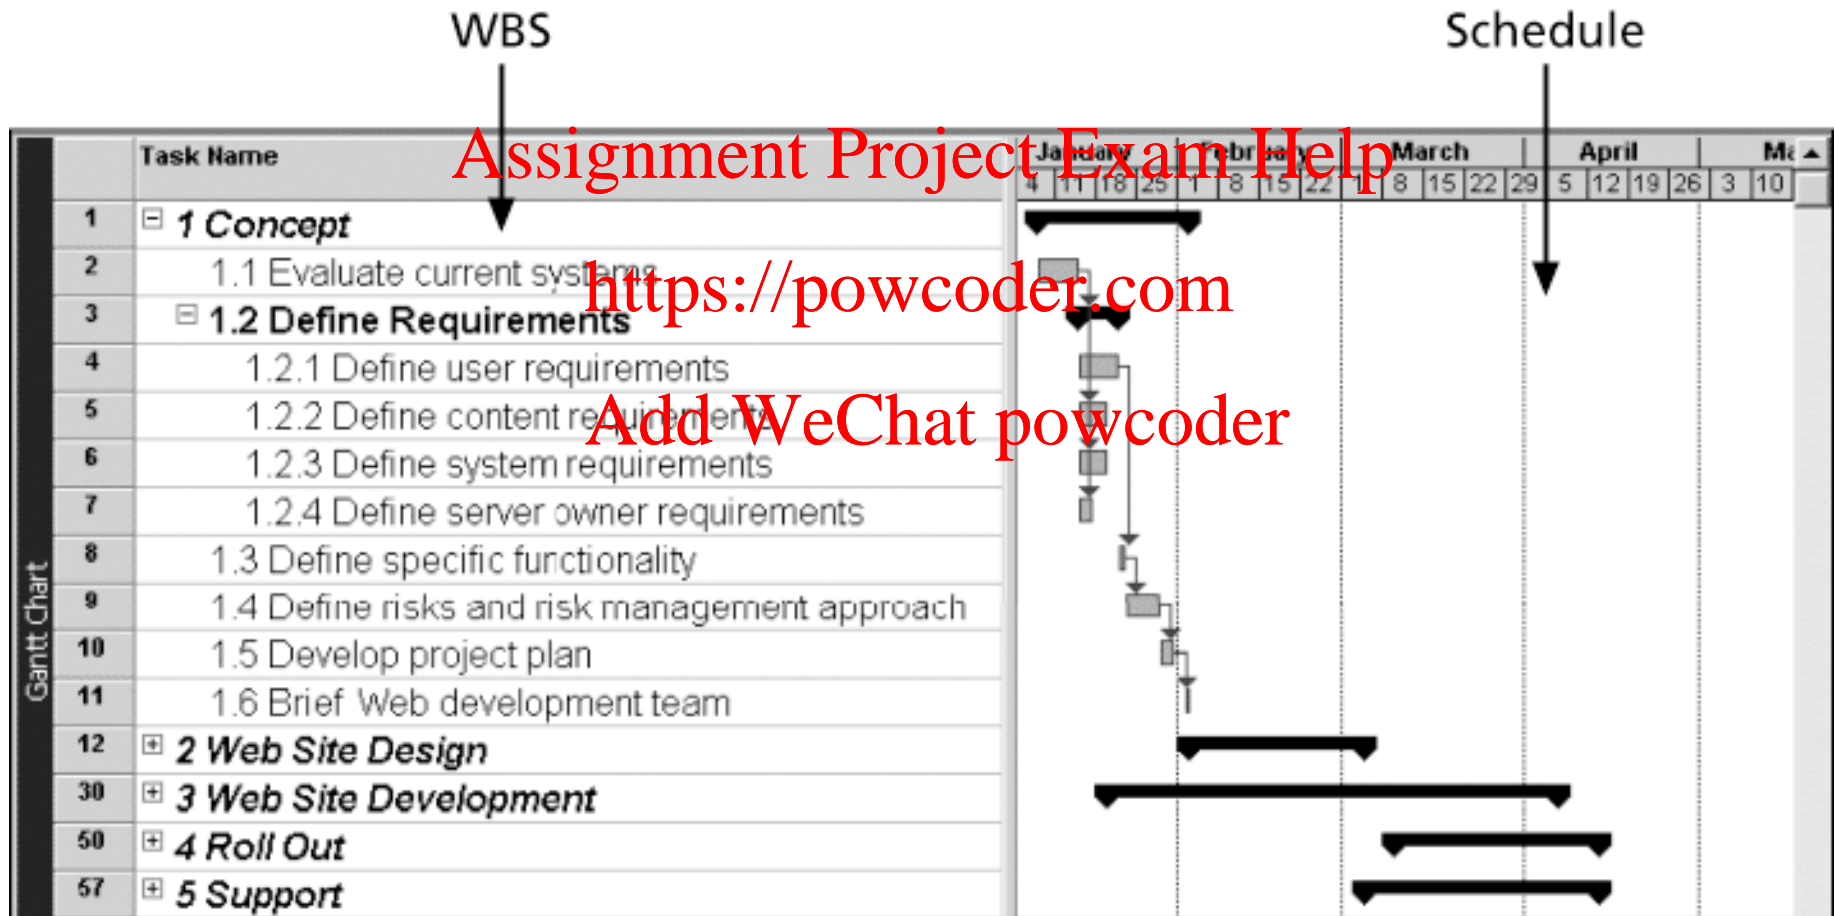 WBS Schedule
Assignment Project Exam Help
Task Name January February March April
4 11 18 25 1 8 15 22 1 8 15 22 29 5 12 19 26 3 10
1 1 Concept
2 1.1 Evaluate current systems
https://powcoder.com
3 1.2 Define Requirements
4 1.2.1 Define user requirements
5 1.2.2 Define content requirements
Add WeChat powcoder
6 1.2.3 Define system requirements
7 1.2.4 Define server owner requirements
8 1.3 Define specific functionality
9 1.4 Define risks and risk management approach
10 1.5 Develop project plan
11 1.6 Brief Web development team
12 2 Web Site Design
30 3 Web Site Development
50 4 Roll Out
57 5 Support
Gantt Chart